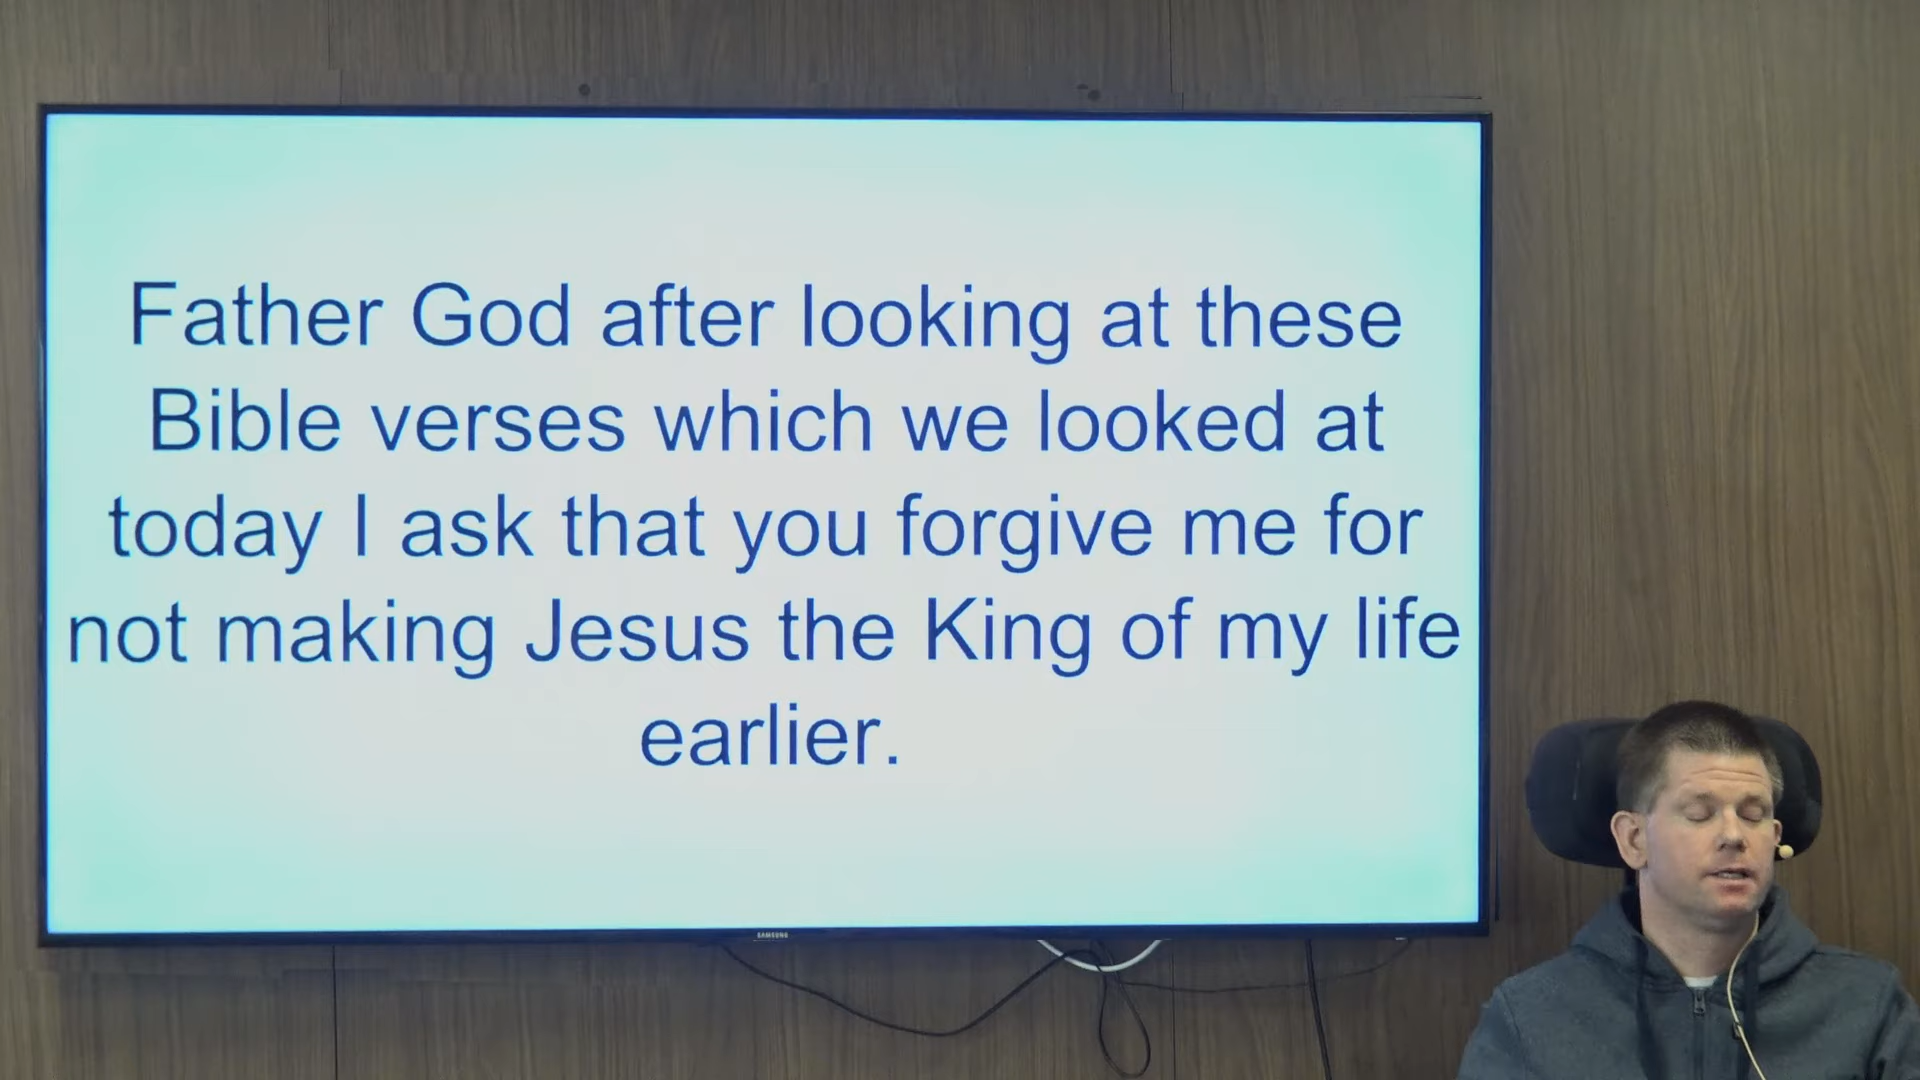 Father God after looking at these
Bible verses which we looked at
today I ask that you forgive me for
not making Jesus the King of my life
earlier.
SAMSUNG